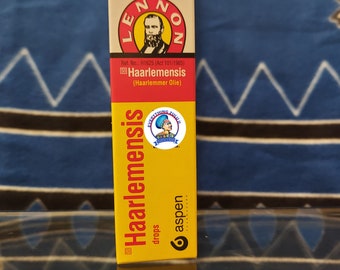 LENNON
Haarlemensis
(Haarlemmer Olie)
Haarlemensis
drops
aspen